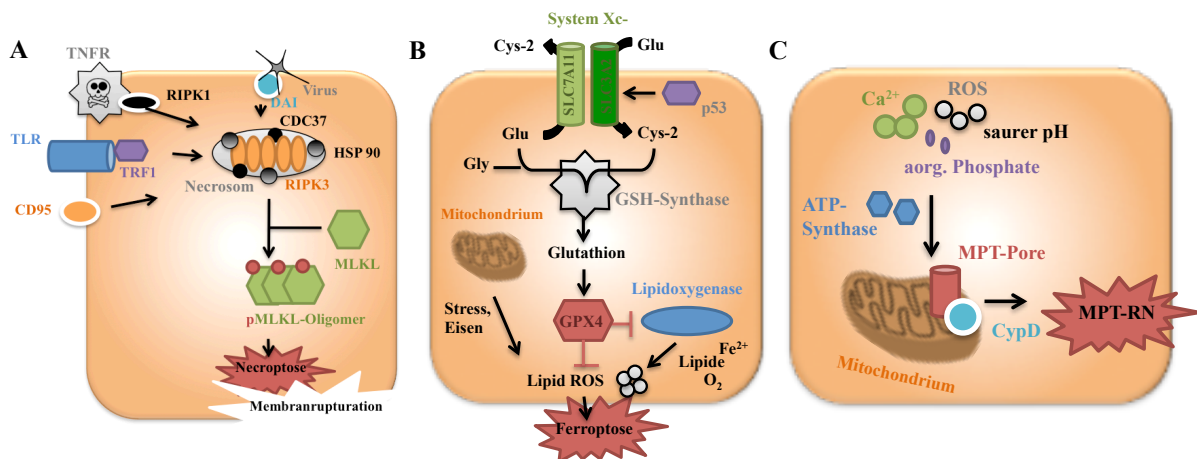 A
TNFR
RIPK1
Virus
DAI
CDC37
TLR
TRF1
HSP 90
Necrosom
RIPK3
CD95
MLKL
pMLKL-Oligomer
Necroptose
Membranrupturation
B
System Xc-
Cys-2
Glu
SLC7A11
p53
Glu
Cys-2
Gly
GSH-Synthase
Mitochondrium
Glutathion
Lipidoxygenase
Stress,
Eisen
GPX4
Fe2+
Lipide
O2
Lipid ROS
Ferroptose
C
Ca2+
ROS
saurer pH
aorg. Phosphate
ATP-
Synthase
MPT-Pore
MPT-RN
CypD
Mitochondrium